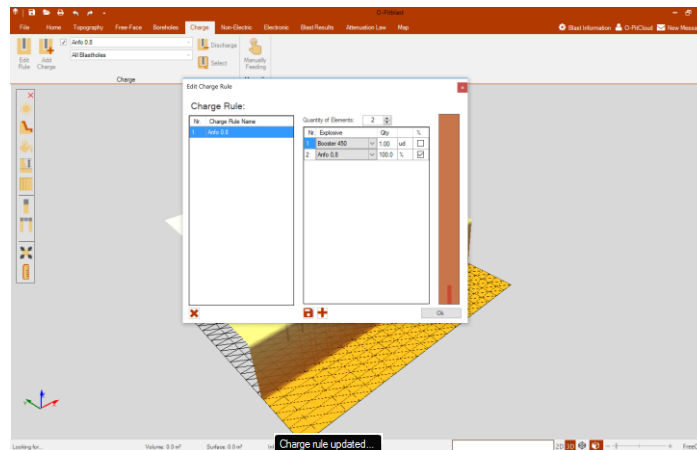 O-Pitblast
File Home Topography Free-Face Boreholes Charge Non-Electric Electronic Blast Results Attenuation Law Map
Blast Information O-PitCloud New Messa
Anfo 0.8
All Blastholes
Edit Rule
Add Charge
Discharge
Select
Manually Feeding
Charge
Edit Charge Rule
Charge Rule:
Nr. Charge Rule Name
1 Anfo 0.8
Quantity of Elements: 2
Nr. Explosive Qty %
1 Booster 450 1.00 ud
2 Anfo 0.8 100.0 %
Ok
Looking for...
Volume: 0.0 m³
Surface: 0.0 m²
Charge rule updated...
2D 3D
FreeC